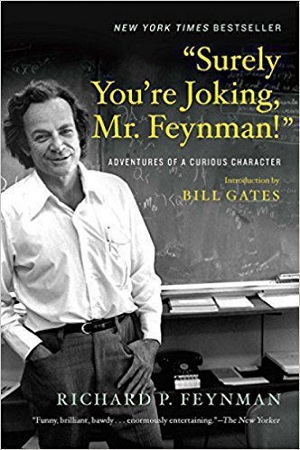 NEW YORK TIMES BESTSELLER
“Surely
You’re Joking,
Mr. Feynman!”
ADVENTURES OF A CURIOUS CHARACTER
Introduction by
BILL GATES
RICHARD P. FEYNMAN
“Funny, brilliant, bawdy . . . enormously entertaining.”—The New Yorker